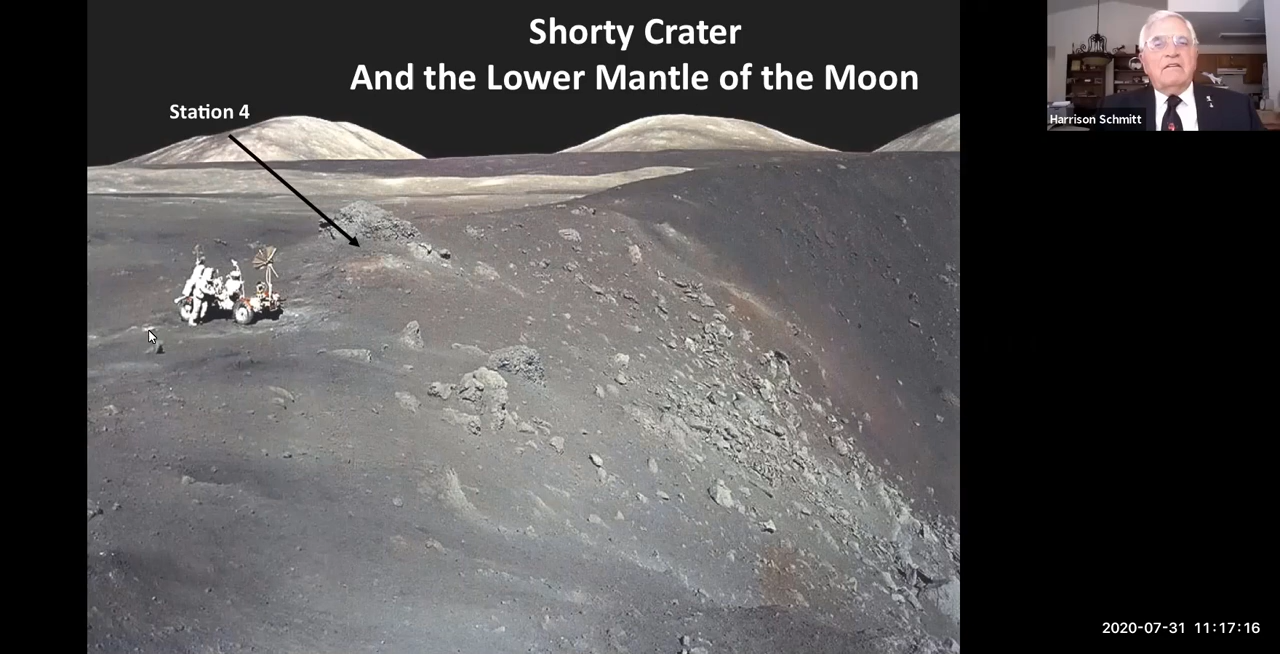 Shorty Crater
And the Lower Mantle of the Moon
Station 4
Harrison Schmitt
2020-07-31 11:17:16